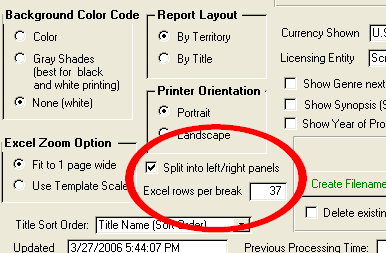 Background Color Code
Color
Gray Shades
(best for black
and white printing)
None (white)
Excel Zoom Option
Fit to 1 page wide
Use Template Scale
Report Layout
By Territory
By Title
Printer Orientation
Portrait
Landscape
Split into left/right panels
Excel rows per break 37
Currency Shown U.S
Licensing Entity Scr
Show Genre next
Show Synopsis (S
Show Year of Pro
Create Filename
Delete existin
Title Sort Order: Title Name (Sort Order)
Updated 3/27/2006 5:44:07 PM Previous Processing Time: